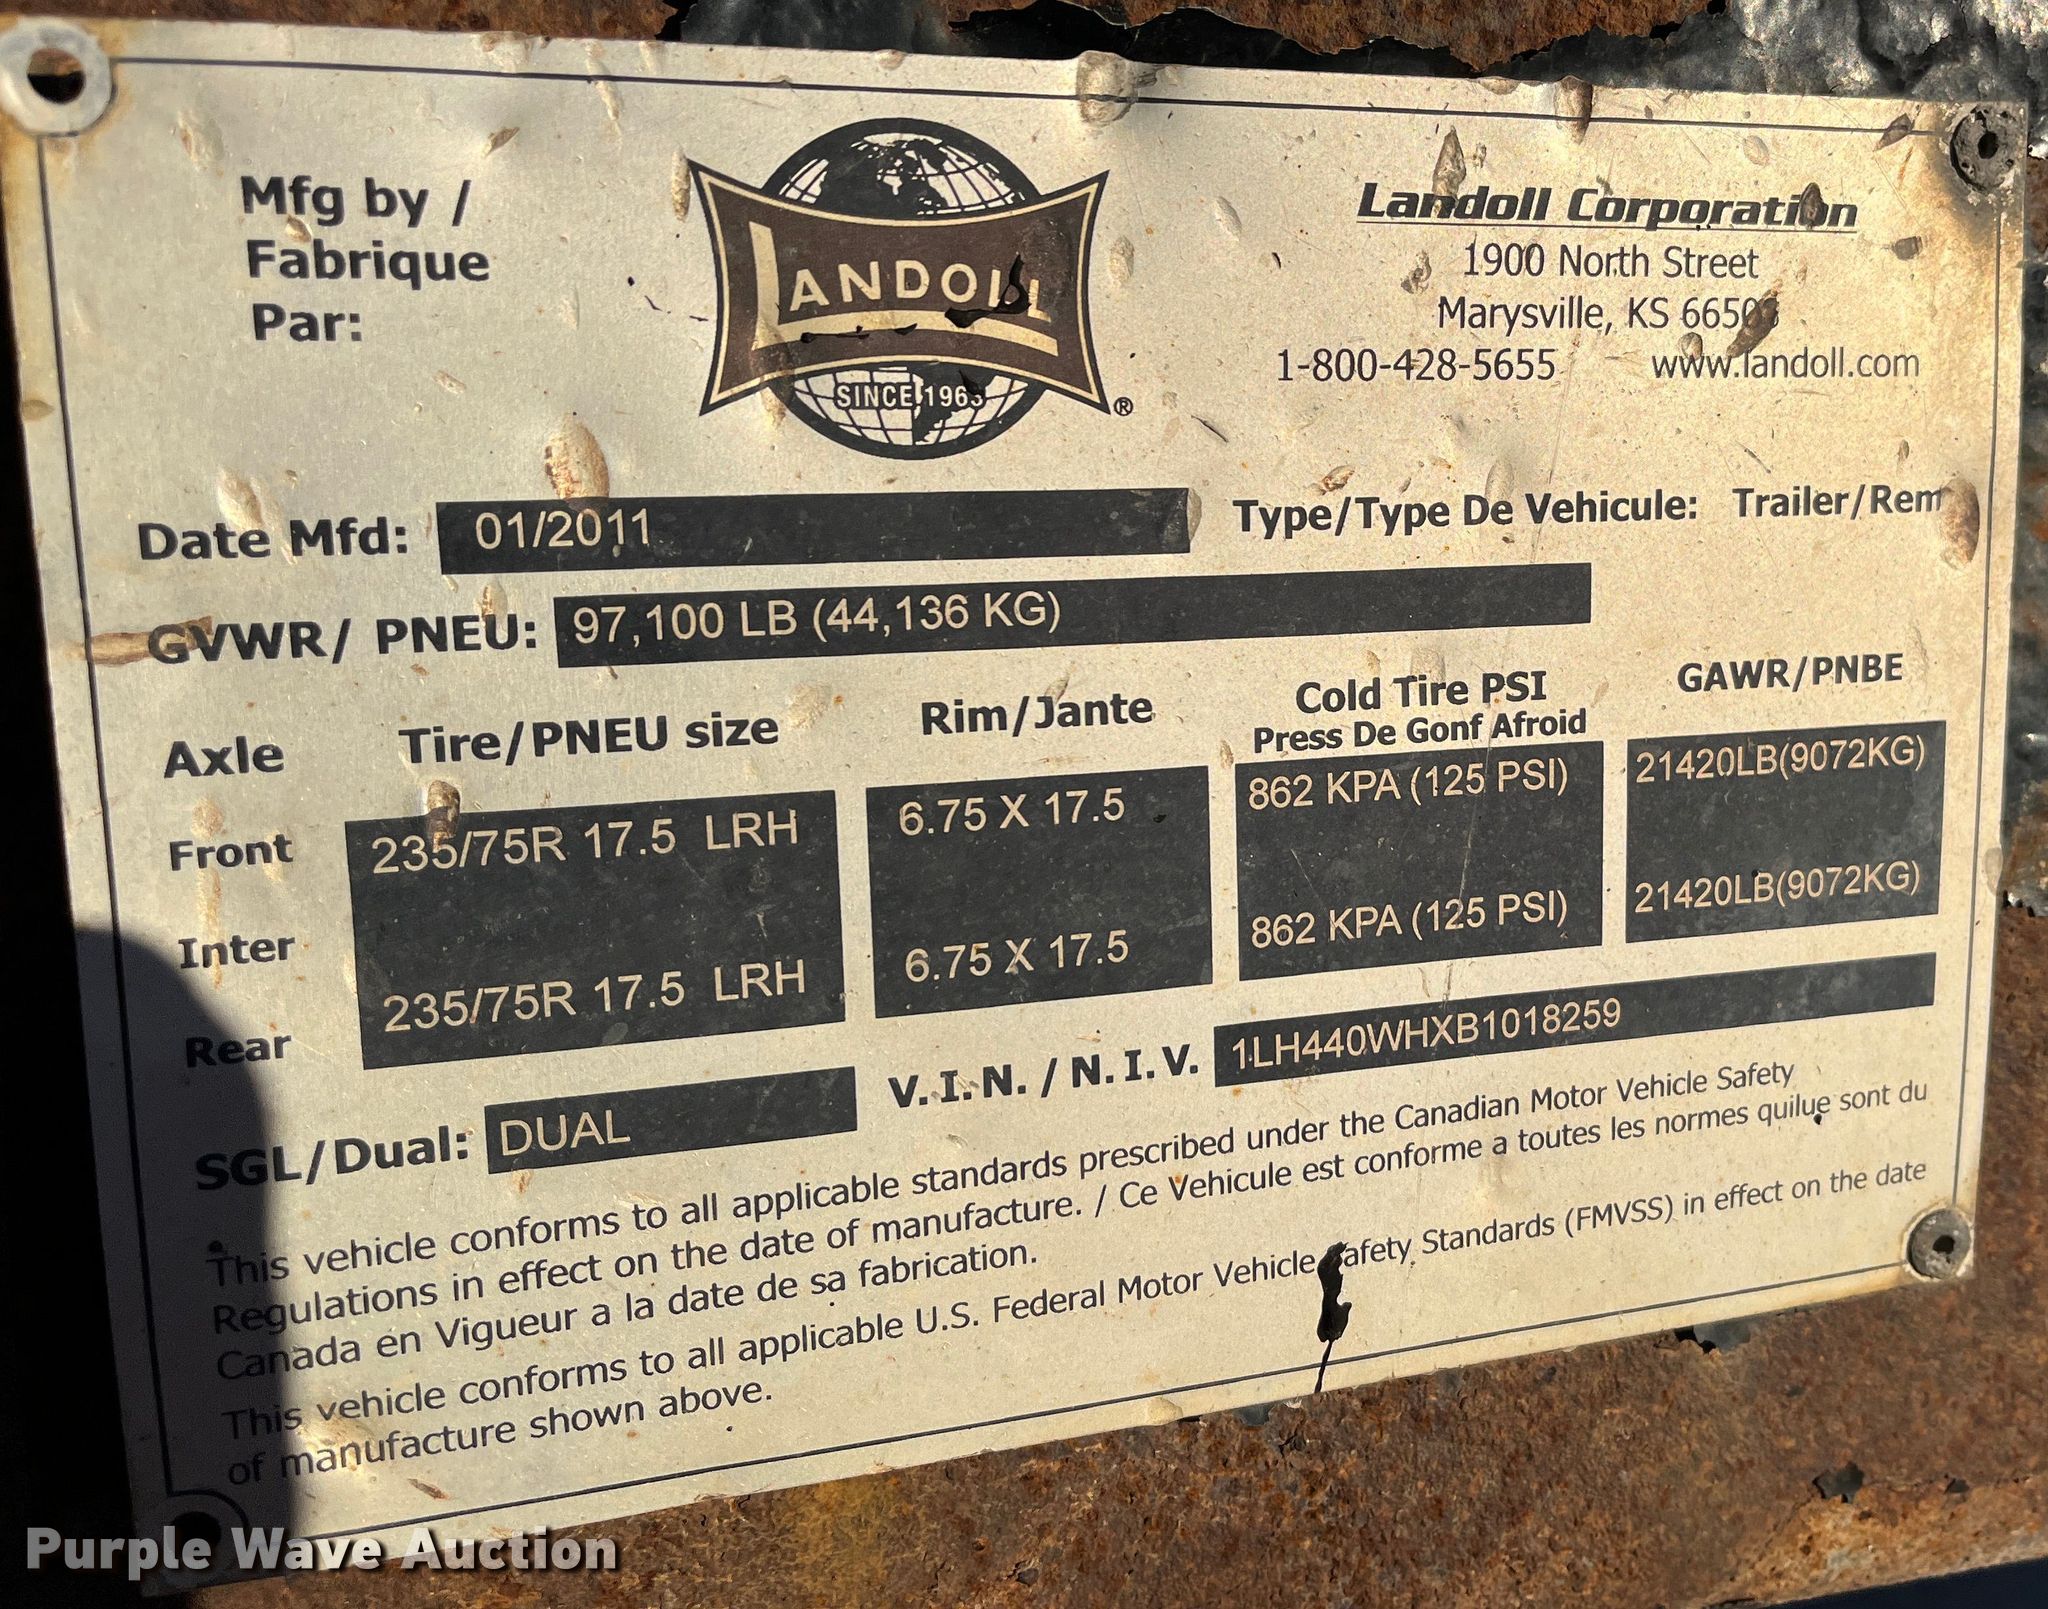 Mfg by /
Fabrique
Par:
LANDOLL
SINCE 1963
®
Landoll Corporation
1900 North Street
Marysville, KS 66508
1-800-428-5655 www.landoll.com
Date Mfd: 01/2011 Type/Type De Vehicule: Trailer/Rem
GVWR/ PNEU: 97,100 LB (44,136 KG)
Axle Tire/PNEU size Rim/Jante Cold Tire PSI GAWR/PNBE
Press De Gonf Afroid
Front 235/75R 17.5 LRH 6.75 X 17.5 862 KPA (125 PSI) 21420LB(9072KG)
Inter
Rear 235/75R 17.5 LRH 6.75 X 17.5 862 KPA (125 PSI) 21420LB(9072KG)
SGL/Dual: DUAL V.I.N. / N.I.V. 1LH440WHXB1018259
This vehicle conforms to all applicable standards prescribed under the Canadian Motor Vehicle Safety
Regulations in effect on the date of manufacture. / Ce Vehicule est conforme a toutes les normes quilue sont du
Canada en Vigueur a la date de sa fabrication.
This vehicle conforms to all applicable U.S. Federal Motor Vehicle Safety Standards (FMVSS) in effect on the date
of manufacture shown above.
Purple Wave Auction